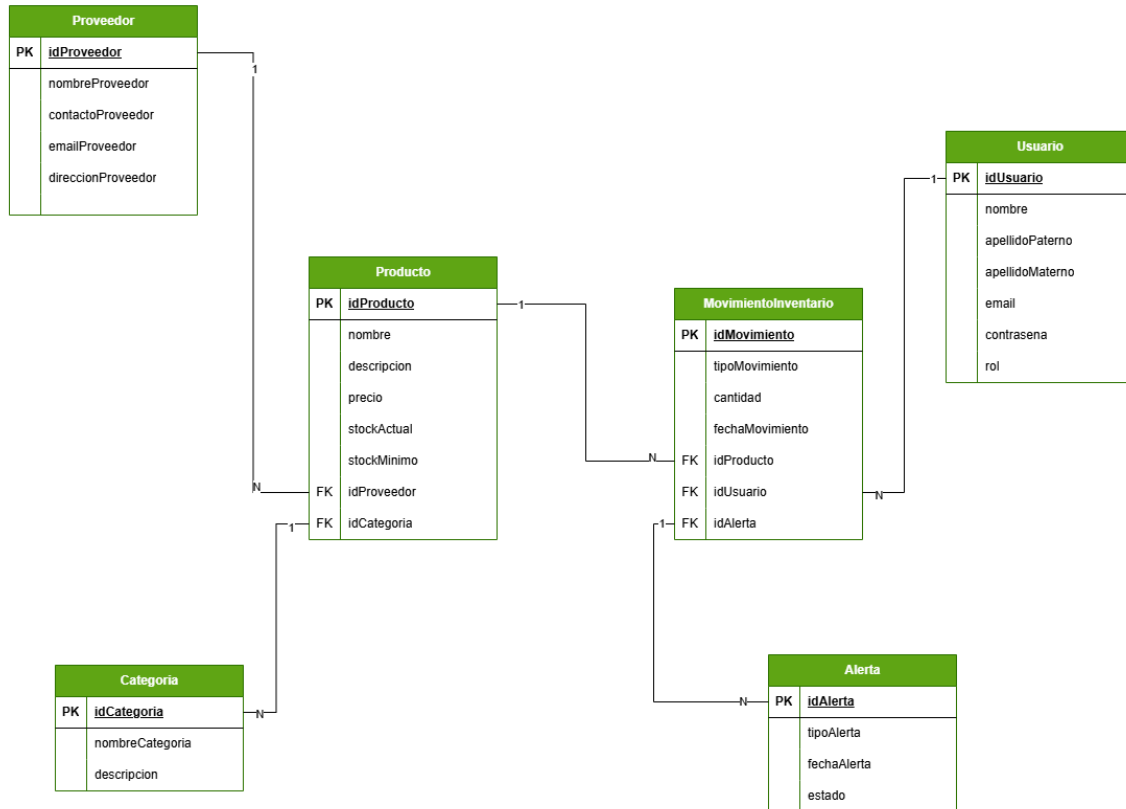 Proveedor
PK idProveedor
nombreProveedor
contactoProveedor
emailProveedor
direccionProveedor
1
N
Usuario
PK idUsuario
nombre
apellidoPaterno
apellidoMaterno
email
contrasena
rol
1
N
Producto
PK idProducto
nombre
descripcion
precio
stockActual
stockMinimo
FK idProveedor
FK idCategoria
1
N
MovimientoInventario
PK idMovimiento
tipoMovimiento
cantidad
fechaMovimiento
FK idProducto
FK idUsuario
FK idAlerta
1
N
Categoria
PK idCategoria
nombreCategoria
descripcion
1
N
Alerta
PK idAlerta
tipoAlerta
fechaAlerta
estado